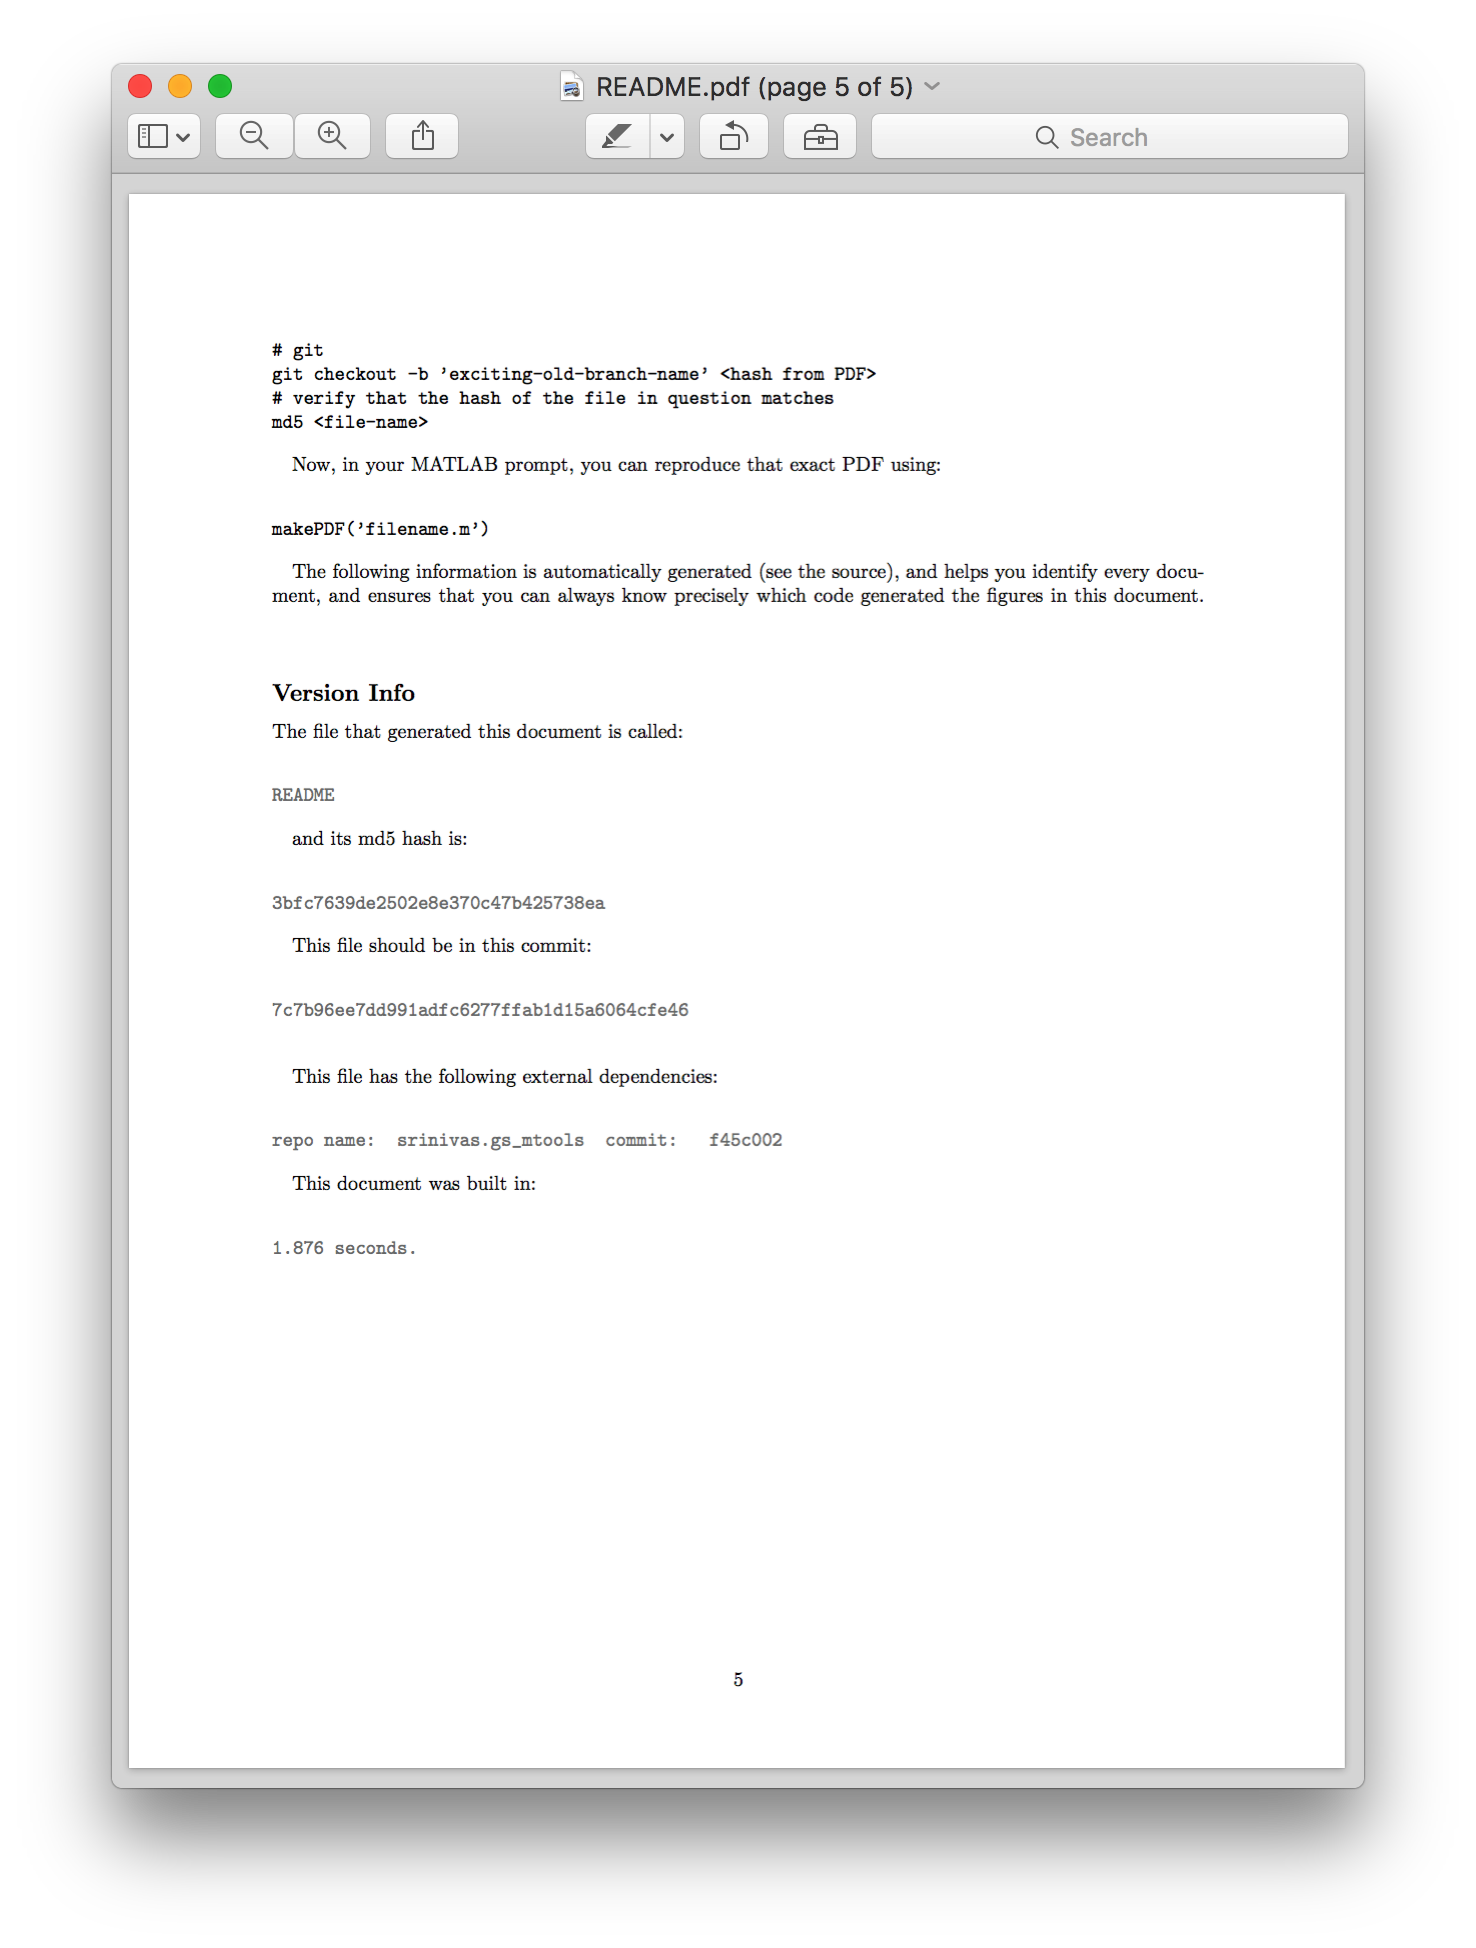 README.pdf (page 5 of 5)
Search
# git
git checkout -b ’exciting-old-branch-name’ <hash from PDF>
# verify that the hash of the file in question matches
md5 <file-name>
Now, in your MATLAB prompt, you can reproduce that exact PDF using:
makePDF(’filename.m’)
The following information is automatically generated (see the source), and helps you identify every docu-
ment, and ensures that you can always know precisely which code generated the figures in this document.
Version Info
The file that generated this document is called:
README
and its md5 hash is:
3bfc7639de2502e8e370c47b425738ea
This file should be in this commit:
7c7b96ee7dd991adfc6277ffab1d15a6064cfe46
This file has the following external dependencies:
repo name:  srinivas.gs_mtools  commit:   f45c002
This document was built in:
1.876 seconds.
5